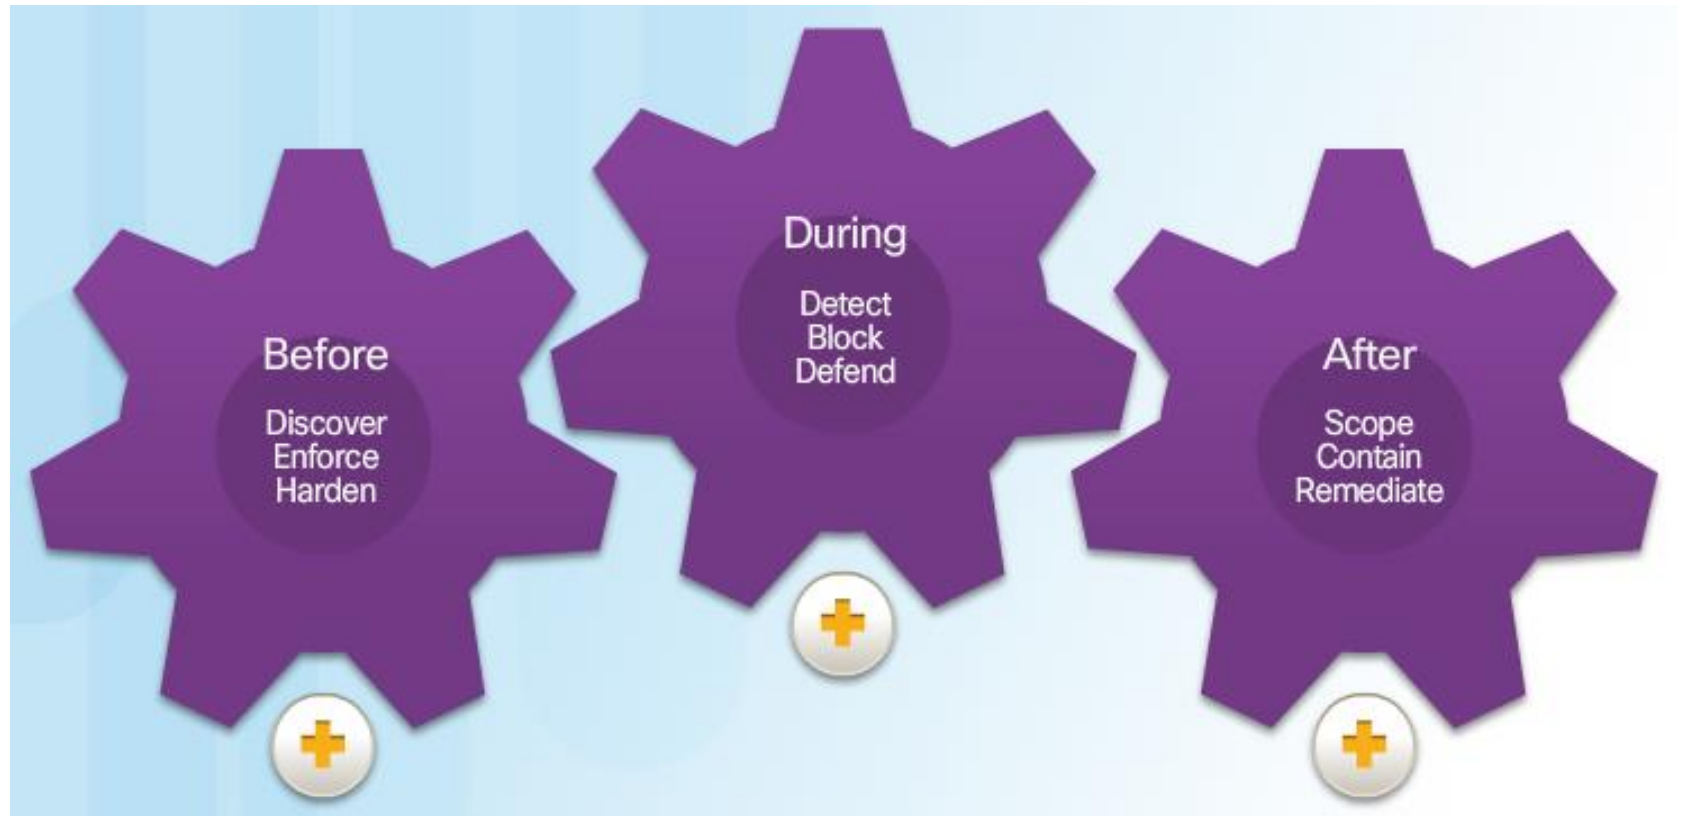 Before
Discover
Enforce
Harden
During
Detect
Block
Defend
After
Scope
Contain
Remediate